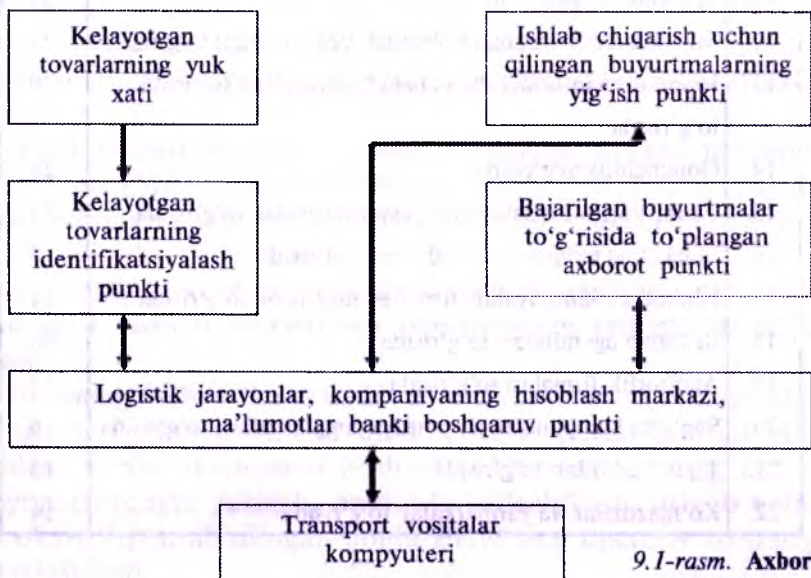 Kelayotgan
tovarlarning yuk
xati
Ishlab chiqarish uchun
qilingan buyurtmalarning
yig‘ish punkti
Kelayotgan
tovarlarning
identifikatsiyalash
punkti
Bajarilgan buyurtmalar
to‘g‘risida to‘plangan
axborot punkti
Logistik jarayonlar, kompaniyaning hisoblash markazi,
ma’lumotlar banki boshqaruv punkti
Transport vositalar
kompyuteri
9.1-rasm. Axbor